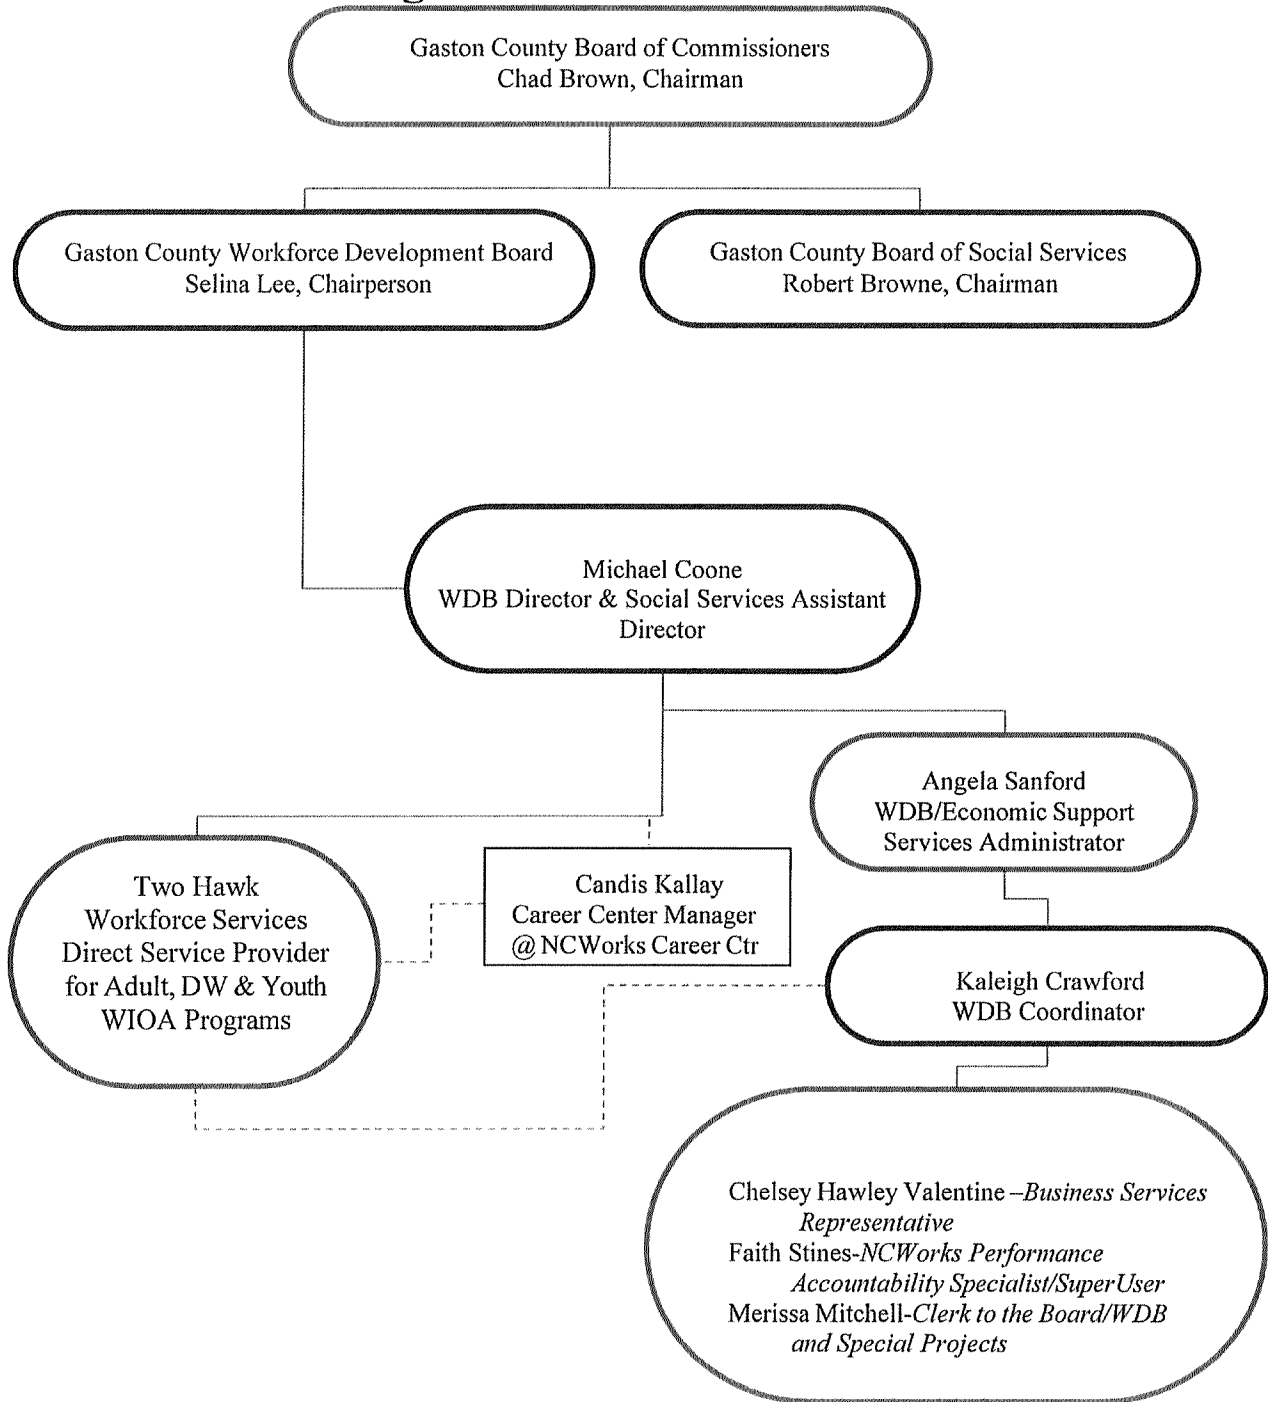 Gaston County Board of Commissioners
Chad Brown, Chairman
Gaston County Workforce Development Board
Selina Lee, Chairperson
Gaston County Board of Social Services
Robert Browne, Chairman
Michael Coone
WDB Director & Social Services Assistant
Director
Angela Sanford
WDB/Economic Support
Services Administrator
Two Hawk
Workforce Services
Direct Service Provider
for Adult, DW & Youth
WIOA Programs
Candis Kallay
Career Center Manager
@ NCWorks Career Ctr
Kaleigh Crawford
WDB Coordinator
Chelsey Hawley Valentine –Business Services
Representative
Faith Stines-NCWorks Performance
Accountability Specialist/SuperUser
Merissa Mitchell-Clerk to the Board/WDB
and Special Projects